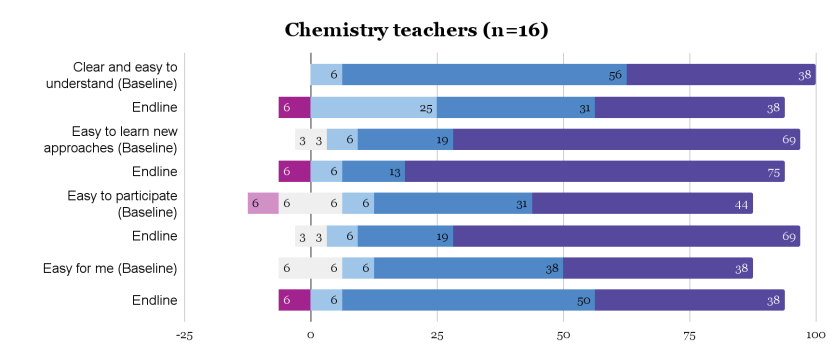 Chemistry teachers (n=16)
Clear and easy to
understand (Baseline)
6 56 38
Endline
6 25 31 38
Easy to learn new
approaches (Baseline)
3 3 6 19 69
Endline
6 6 13 75
Easy to participate
(Baseline)
6 6 6 6 31 44
Endline
3 3 6 19 69
Easy for me (Baseline)
6 6 6 38 38
Endline
6 6 50 38
-25 0 25 50 75 100